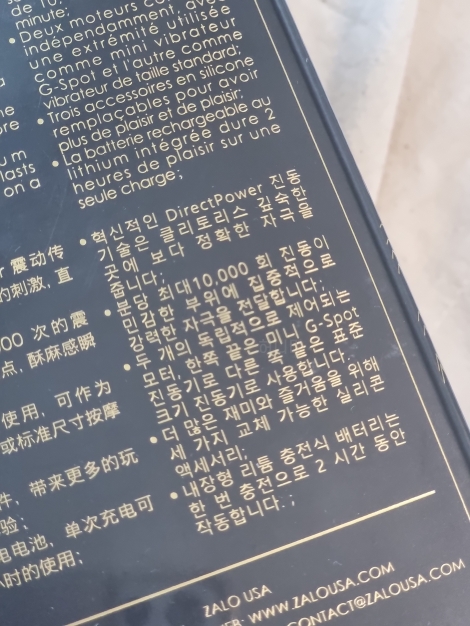 de 10,
minute;
• Deux moteurs
indépendamment, avec
une extrémité utilisée
comme mini vibrateur
G-Spot et l'autre comme
vibrateur de taille standard;
• Trois accessoires en silicone
remplaçables pour avoir
plus de plaisir et de plaisir;
• La batterie rechargeable au
lithium intégrée dure 2
heures de plaisir sur une
seule charge;
• 혁신적인 DirectPower 진동
기술은 클리토리스 깊숙한
곳에 보다 정확한 자극을
줍니다;
• 분당 최대10,000 회 진동이
민감한 부위에 집중적으로
강력한 자극을 전달합니다;
• 두 개의 독립적으로 제어되는
모터, 한쪽 끝은 미니 G-Spot
진동기로 다른 쪽 끝은 표준
크기 진동기로 사용합니다.
• 더 많은 재미와 즐거움을 위해
세 가지 교체 가능한 실리콘
액세서리;
• 내장형 리튬 충전식 배터리는
한 번 충전으로 2 시간 동안
작동합니다. ;
lasts
on a
震动传
的刺激, 直
00 次的震
点, 酥麻感瞬
使用, 可作为
或标准尺寸按摩
件, 带来更多的玩
验;
电电池, 单次充电可
小时的使用;
ZALO USA
WEB: WWW.ZALOUSA.COM
CONTACT@ZALOUSA.COM